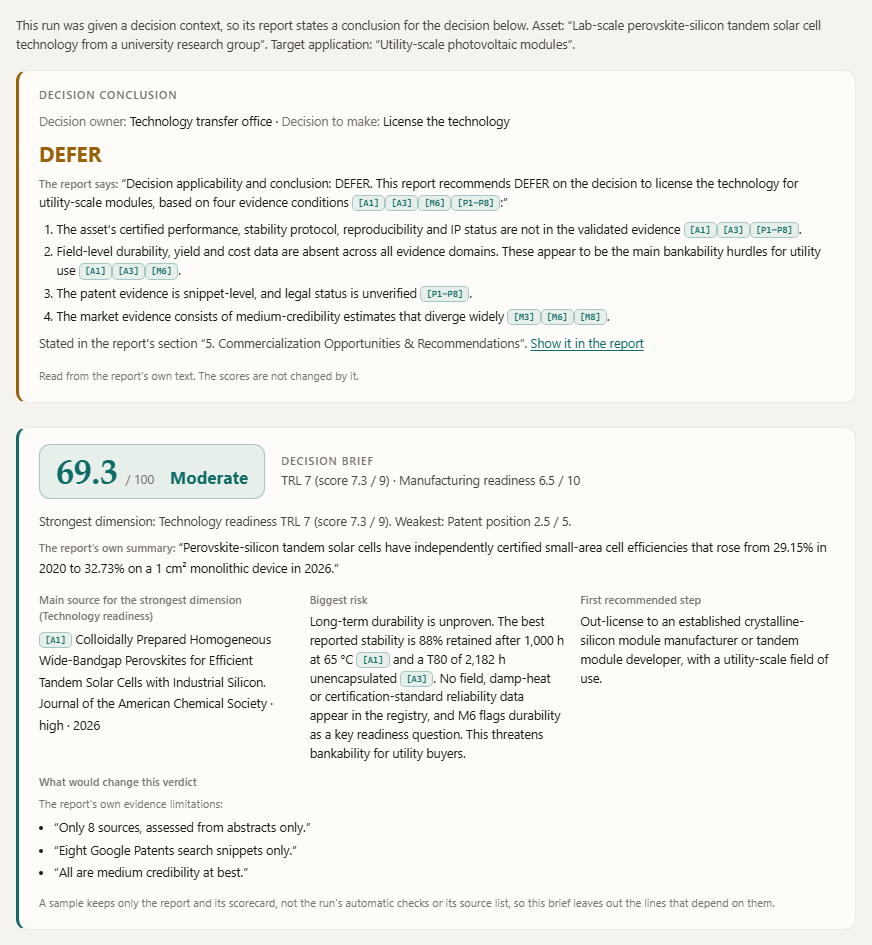 This run was given a decision context, so its report states a conclusion for the decision below. Asset: “Lab-scale perovskite-silicon tandem solar cell
technology from a university research group”. Target application: “Utility-scale photovoltaic modules”.
DECISION CONCLUSION
Decision owner: Technology transfer office · Decision to make: License the technology
DEFER
The report says: “Decision applicability and conclusion: DEFER. This report recommends DEFER on the decision to license the technology for
utility-scale modules, based on four evidence conditions [A1] [A3] [M6] [P1–P8]:”
1. The asset's certified performance, stability protocol, reproducibility and IP status are not in the validated evidence [A1] [A3] [P1–P8].
2. Field-level durability, yield and cost data are absent across all evidence domains. These appear to be the main bankability hurdles for utility
use [A1] [A3] [M6].
3. The patent evidence is snippet-level, and legal status is unverified [P1–P8].
4. The market evidence consists of medium-credibility estimates that diverge widely [M3] [M6] [M8].
Stated in the report's section “5. Commercialization Opportunities & Recommendations”. Show it in the report
Read from the report's own text. The scores are not changed by it.
69.3 / 100 Moderate
DECISION BRIEF
TRL 7 (score 7.3 / 9) · Manufacturing readiness 6.5 / 10
Strongest dimension: Technology readiness TRL 7 (score 7.3 / 9). Weakest: Patent position 2.5 / 5.
The report's own summary: “Perovskite-silicon tandem solar cells have independently certified small-area cell efficiencies that rose from 29.15% in
2020 to 32.73% on a 1 cm² monolithic device in 2026.”
Main source for the strongest dimension
(Technology readiness)
[A1] Colloidally Prepared Homogeneous
Wide-Bandgap Perovskites for Efficient
Tandem Solar Cells with Industrial Silicon.
Journal of the American Chemical Society ·
high · 2026
Biggest risk
Long-term durability is unproven. The best
reported stability is 88% retained after 1,000 h
at 65 °C [A1] and a T80 of 2,182 h
unencapsulated [A3]. No field, damp-heat
or certification-standard reliability data
appear in the registry, and M6 flags durability
as a key readiness question. This threatens
bankability for utility buyers.
First recommended step
Out-license to an established crystalline-
silicon module manufacturer or tandem
module developer, with a utility-scale field of
use.
What would change this verdict
The report's own evidence limitations:
• “Only 8 sources, assessed from abstracts only.”
• “Eight Google Patents search snippets only.”
• “All are medium credibility at best.”
A sample keeps only the report and its scorecard, not the run's automatic checks or its source list, so this brief leaves out the lines that depend on them.